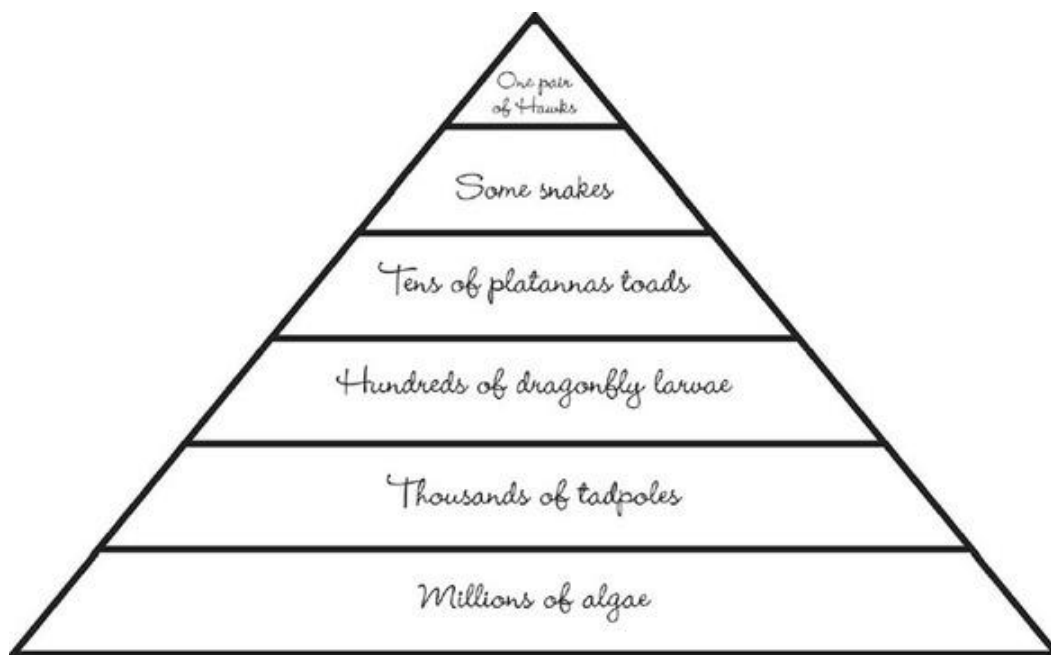 One pair
of Hawks
Some snakes
Tens of platannas toads
Hundreds of dragonfly larvae
Thousands of tadpoles
Millions of algae